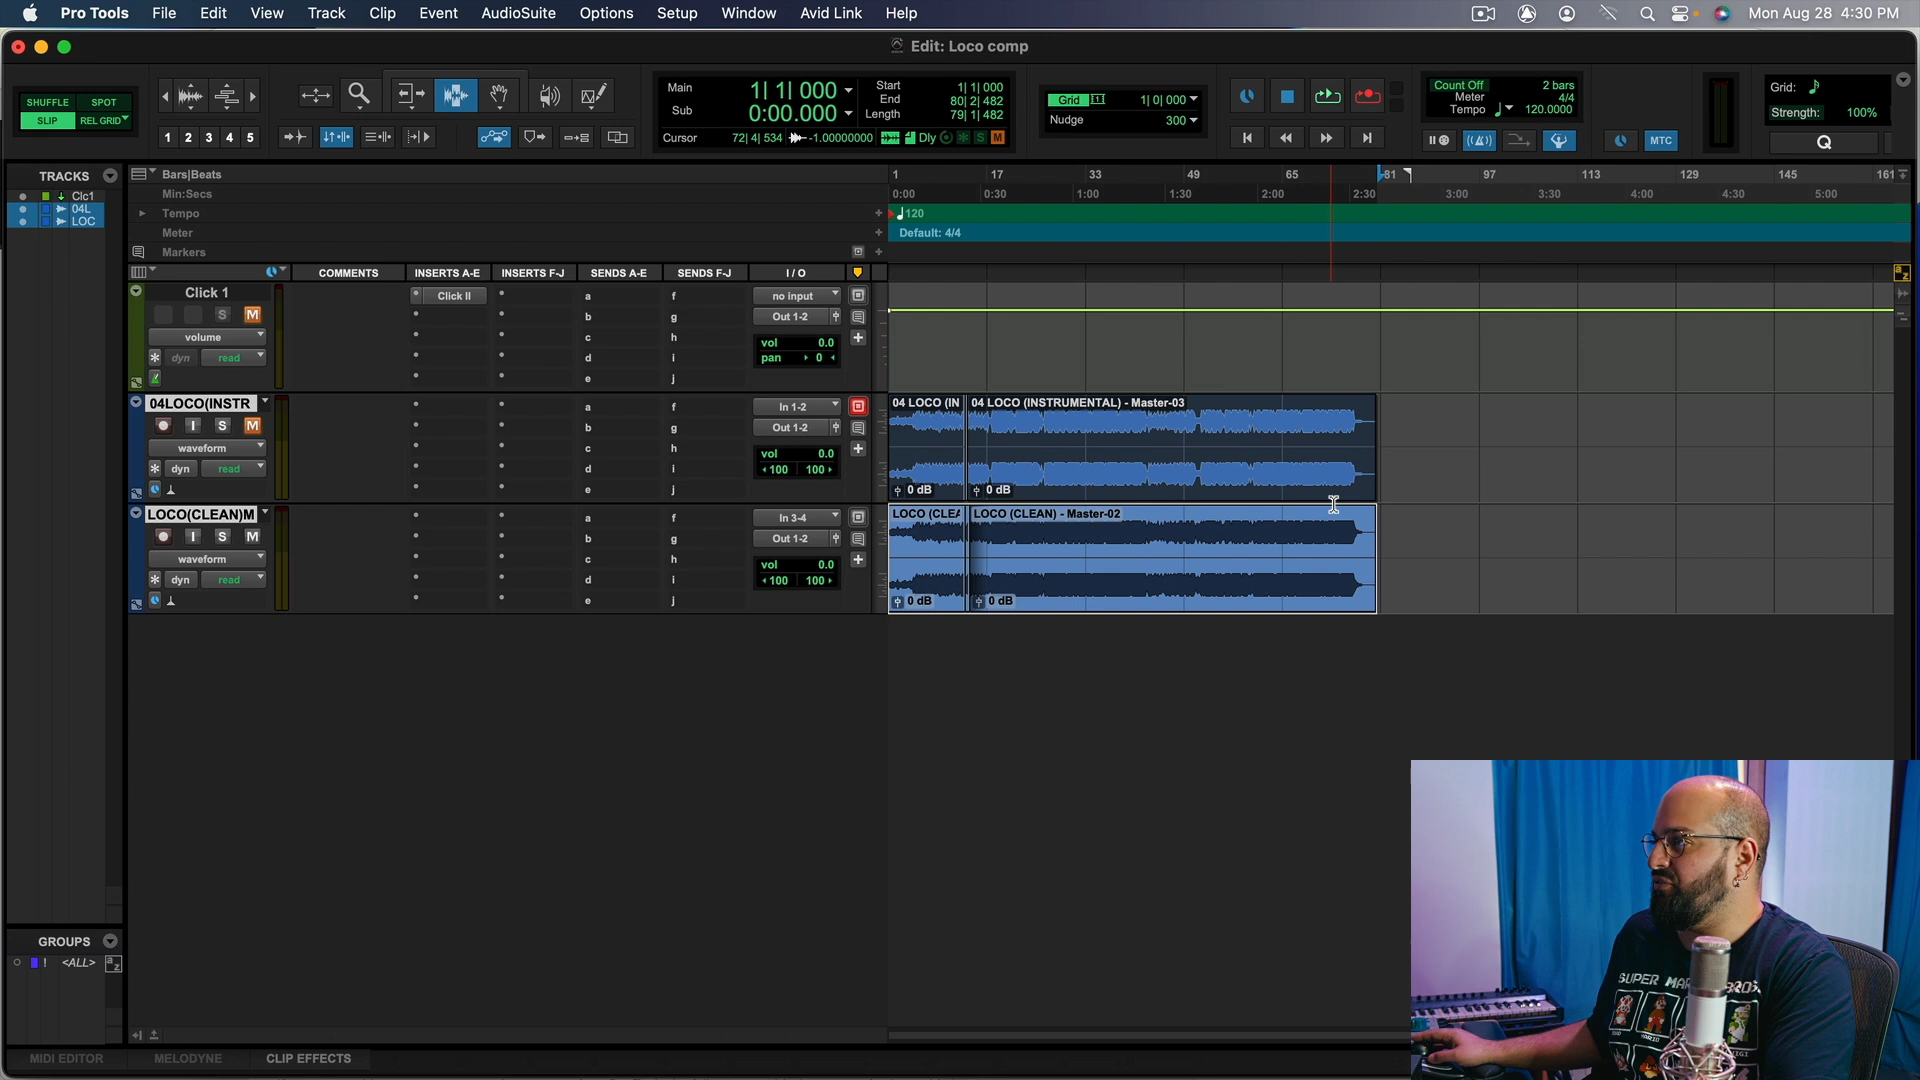 Pro Tools File Edit View Track Clip Event AudioSuite Options Setup Window Avid Link Help Mon Aug 28 4:30 PM
Edit: Loco comp
SHUFFLE SPOT
SLIP REL GRID
1 2 3 4 5
Main 1| 1| 000
Sub 0:00.000
Start 1| 1| 000
End 80| 2| 482
Length 79| 1| 482
Cursor 72| 4| 534 -1.00000000 Dly S M
Grid 1| 0| 000
Nudge 300
Count Off 2 bars
Meter 4/4
Tempo 120.0000
MTC
Grid:
Strength: 100%
Q
TRACKS
Clc1
04L
LOC
Bars|Beats 1 17 33 49 65 81 97 113 129 145 161
Min:Secs 0:00 0:30 1:00 1:30 2:00 2:30 3:00 3:30 4:00 4:30 5:00
Tempo 120
Meter Default: 4/4
Markers
COMMENTS INSERTS A-E INSERTS F-J SENDS A-E SENDS F-J I / O
Click 1
S M
volume
dyn read
Click II
a b c d e
f g h i j
no input
Out 1-2
vol 0.0
pan 0
04LOCO(INSTR
I S M
waveform
dyn read
a b c d e
f g h i j
In 1-2
Out 1-2
vol 0.0
100 100
04 LOCO (IN 04 LOCO (INSTRUMENTAL) - Master-03
0 dB 0 dB
LOCO(CLEAN)M
I S M
waveform
dyn read
a b c d e
f g h i j
In 3-4
Out 1-2
vol 0.0
100 100
LOCO (CLEA LOCO (CLEAN) - Master-02
0 dB 0 dB
GROUPS
! <ALL> a z
MIDI EDITOR MELODYNE CLIP EFFECTS
SUPER MAR BROS.
MARIO